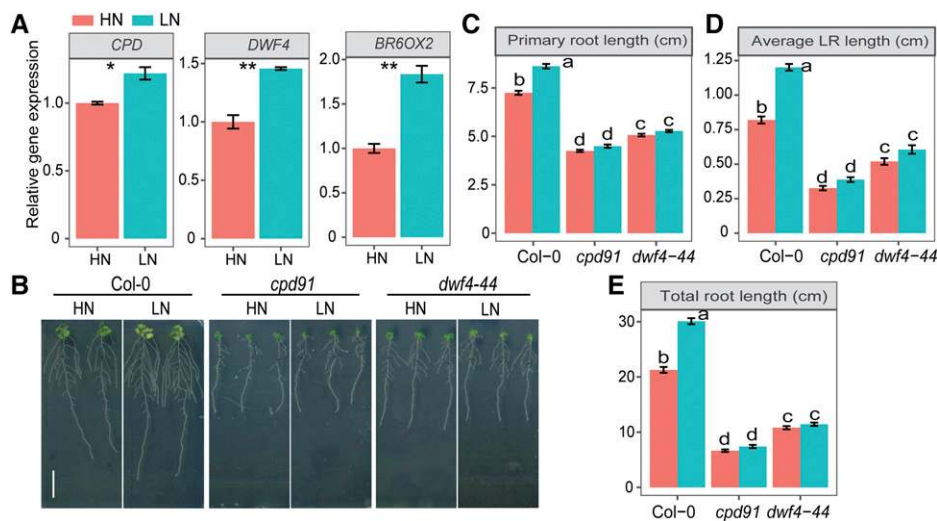 A
HN LN
Relative gene expression
CPD
*
1.0
0.5
0
HN LN
DWF4
**
1.5
1.0
0.5
0
HN LN
BR6OX2
**
2.0
1.5
1.0
0.5
0
HN LN
B
Col-0 cpd91 dwf4-44
HN LN HN LN HN LN
C
Primary root length (cm)
7.5
5.0
2.5
0
b a d d c c
Col-0 cpd91 dwf4-44
D
Average LR length (cm)
1.25
1.00
0.75
0.50
0.25
0
b a d d c c
Col-0 cpd91 dwf4-44
E
Total root length (cm)
30
20
10
0
b a d d c c
Col-0 cpd91 dwf4-44